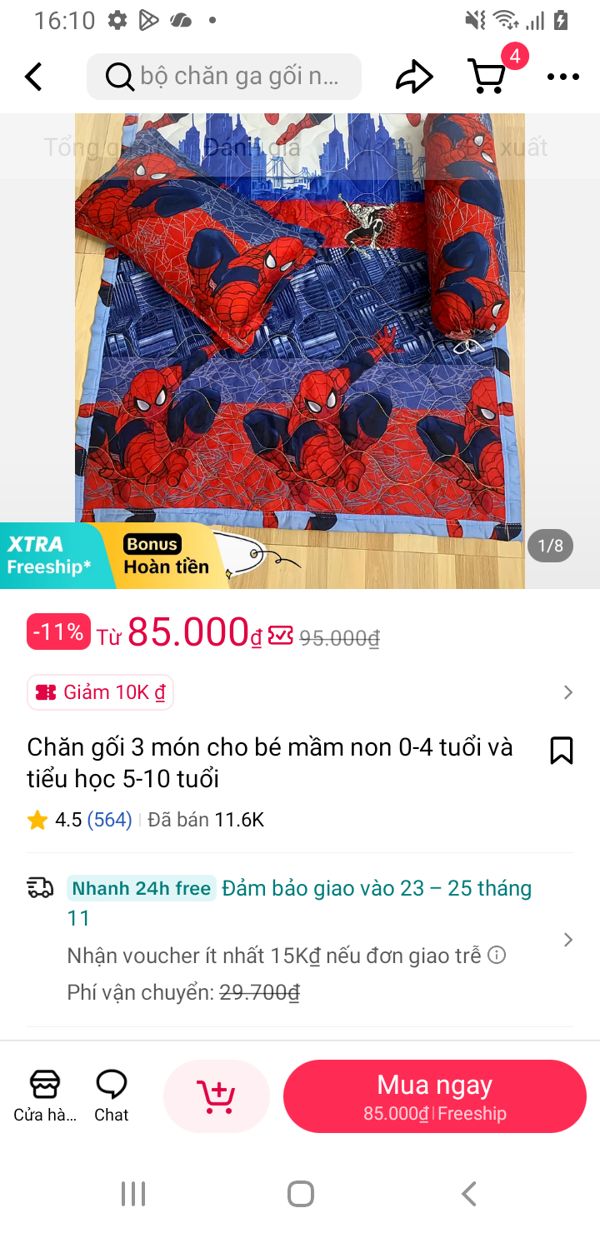 16:10
bộ chăn ga gối n...
4
Tổng quan Đánh giá Mô tả Đề xuất
XTRA
Freeship*
Bonus
Hoàn tiền
1/8
-11% Từ 85.000₫ 95.000₫
Giảm 10K ₫
Chăn gối 3 món cho bé mầm non 0-4 tuổi và
tiểu học 5-10 tuổi
4.5 (564) Đã bán 11.6K
Nhanh 24h free Đảm bảo giao vào 23 – 25 tháng
11
Nhận voucher ít nhất 15K₫ nếu đơn giao trễ
Phí vận chuyển: 29.700₫
Cửa hà...
Chat
Mua ngay
85.000₫ | Freeship